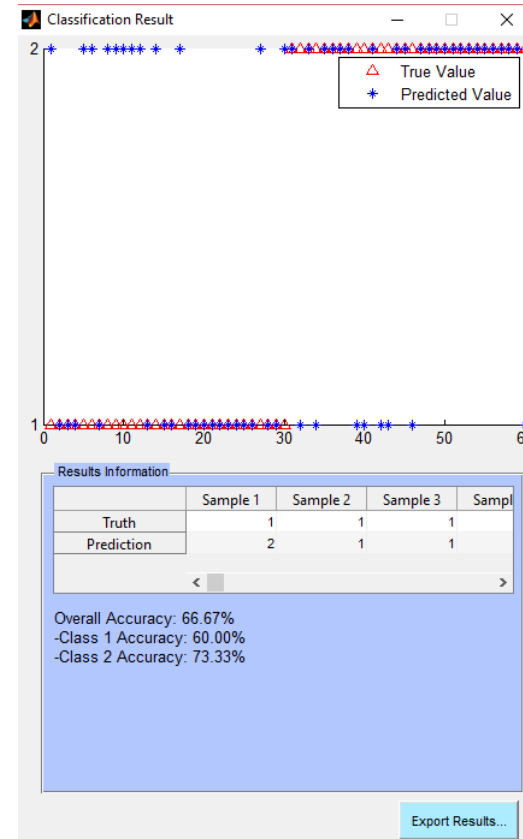 Classification Result
2
True Value
Predicted Value
1
0 10 20 30 40 50 6
Results Information
Sample 1 Sample 2 Sample 3 Sampl
Truth 1 1 1
Prediction 2 1 1
Overall Accuracy: 66.67%
-Class 1 Accuracy: 60.00%
-Class 2 Accuracy: 73.33%
Export Results...